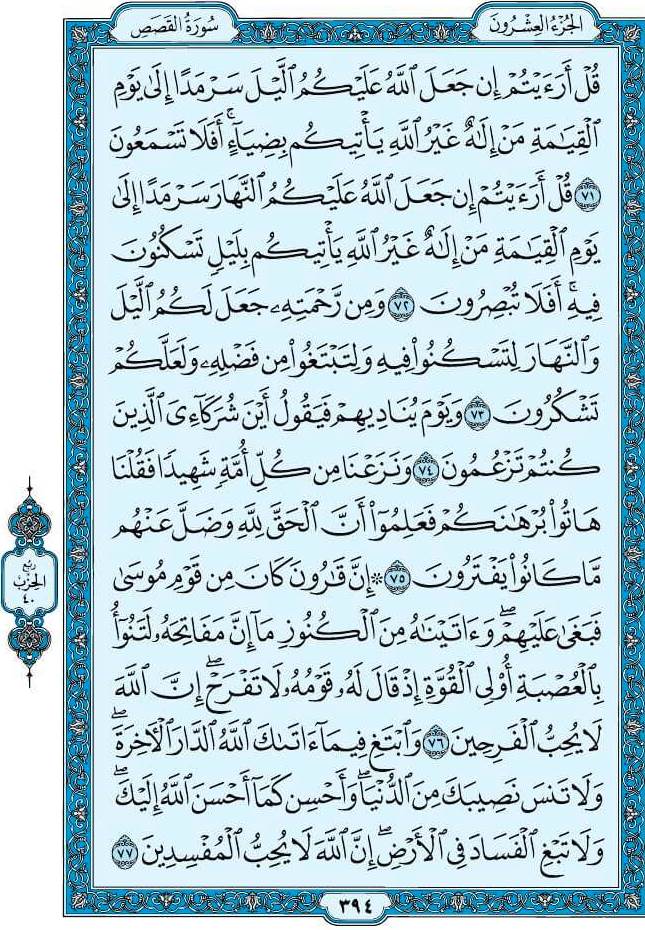 الجُزْءُ العِشْرُونَ
سُورَةُ القَصَصِ
قُلْ أَرَءَيْتُمْ إِن جَعَلَ ٱللَّهُ عَلَيْكُمُ ٱلَّيْلَ سَرْمَدًا إِلَىٰ يَوْمِ
ٱلْقِيَٰمَةِ مَنْ إِلَٰهٌ غَيْرُ ٱللَّهِ يَأْتِيكُم بِضِيَآءٍ ۖ أَفَلَا تَسْمَعُونَ
٧١ قُلْ أَرَءَيْتُمْ إِن جَعَلَ ٱللَّهُ عَلَيْكُمُ ٱلنَّهَارَ سَرْمَدًا إِلَىٰ
يَوْمِ ٱلْقِيَٰمَةِ مَنْ إِلَٰهٌ غَيْرُ ٱللَّهِ يَأْتِيكُم بِلَيْلٍ تَسْكُنُونَ
فِيهِ ۚ أَفَلَا تُبْصِرُونَ ٧٢ وَمِن رَّحْمَتِهِۦ جَعَلَ لَكُمُ ٱلَّيْلَ
وَٱلنَّهَارَ لِتَسْكُنُوا۟ فِيهِ وَلِتَبْتَغُوا۟ مِن فَضْلِهِۦ وَلَعَلَّكُمْ
تَشْكُرُونَ ٧٣ وَيَوْمَ يُنَادِيهِمْ فَيَقُولُ أَيْنَ شُرَكَآءِىَ ٱلَّذِينَ
كُنتُمْ تَزْعُمُونَ ٧٤ وَنَزَعْنَا مِن كُلِّ أُمَّةٍ شَهِيدًا فَقُلْنَا
هَاتُوا۟ بُرْهَٰنَكُمْ فَعَلِمُوٓا۟ أَنَّ ٱلْحَقَّ لِلَّهِ وَضَلَّ عَنْهُم
مَّا كَانُوا۟ يَفْتَرُونَ ٧٥ ۞ إِنَّ قَٰرُونَ كَانَ مِن قَوْمِ مُوسَىٰ
فَبَغَىٰ عَلَيْهِمْ ۖ وَءَاتَيْنَٰهُ مِنَ ٱلْكُنُوزِ مَآ إِنَّ مَفَاتِحَهُۥ لَتَنُوٓأُ
بِٱلْعُصْبَةِ أُو۟لِى ٱلْقُوَّةِ إِذْ قَالَ لَهُۥ قَوْمُهُۥ لَا تَفْرَحْ ۖ إِنَّ ٱللَّهَ
لَا يُحِبُّ ٱلْفَرِحِينَ ٧٦ وَٱبْتَغِ فِيمَآ ءَاتَىٰكَ ٱللَّهُ ٱلدَّارَ ٱلْءَاخِرَةَ ۖ
وَلَا تَنسَ نَصِيبَكَ مِنَ ٱلدُّنْيَا ۖ وَأَحْسِن كَمَآ أَحْسَنَ ٱللَّهُ إِلَيْكَ ۖ
وَلَا تَبْغِ ٱلْفَسَادَ فِى ٱلْأَرْضِ ۖ إِنَّ ٱللَّهَ لَا يُحِبُّ ٱلْمُفْسِدِينَ ٧٧
رُبْعُ
الحِزْبِ
٤٠
٣٩٤